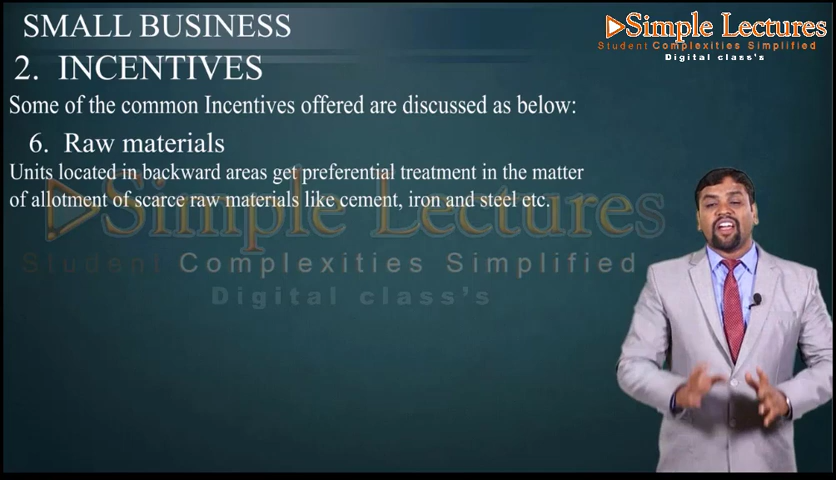 SMALL BUSINESS
Simple Lectures
Student Complexities Simplified
Digital class's
2. INCENTIVES
Some of the common Incentives offered are discussed as below:
6. Raw materials
Units located in backward areas get preferential treatment in the matter
of allotment of scarce raw materials like cement, iron and steel etc.
Simple Lectures
Student Complexities Simplified
Digital class's